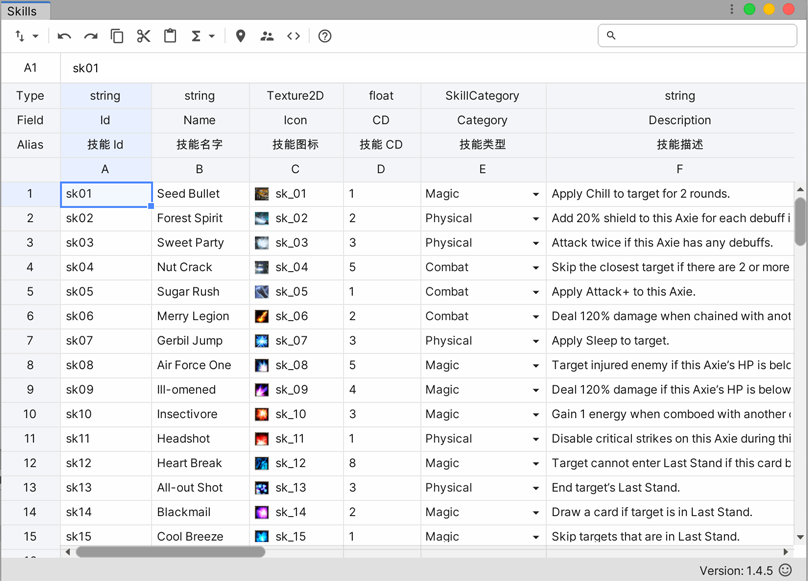 Skills
A1 sk01
Type string string Texture2D float SkillCategory string
Field Id Name Icon CD Category Description
Alias 技能 Id 技能名字 技能图标 技能 CD 技能类型 技能描述
A B C D E F
1 sk01 Seed Bullet sk_01 1 Magic Apply Chill to target for 2 rounds.
2 sk02 Forest Spirit sk_02 2 Physical Add 20% shield to this Axie for each debuff i
3 sk03 Sweet Party sk_03 3 Physical Attack twice if this Axie has any debuffs.
4 sk04 Nut Crack sk_04 5 Combat Skip the closest target if there are 2 or more
5 sk05 Sugar Rush sk_05 1 Combat Apply Attack+ to this Axie.
6 sk06 Merry Legion sk_06 2 Combat Deal 120% damage when chained with anot
7 sk07 Gerbil Jump sk_07 3 Physical Apply Sleep to target.
8 sk08 Air Force One sk_08 5 Magic Target injured enemy if this Axie's HP is belo
9 sk09 Ill-omened sk_09 4 Magic Deal 120% damage if this Axie's HP is below
10 sk10 Insectivore sk_10 3 Magic Gain 1 energy when comboed with another
11 sk11 Headshot sk_11 1 Physical Disable critical strikes on this Axie during thi
12 sk12 Heart Break sk_12 8 Magic Target cannot enter Last Stand if this card b
13 sk13 All-out Shot sk_13 3 Physical End target's Last Stand.
14 sk14 Blackmail sk_14 2 Magic Draw a card if target is in Last Stand.
15 sk15 Cool Breeze sk_15 1 Magic Skip targets that are in Last Stand.
Version: 1.4.5